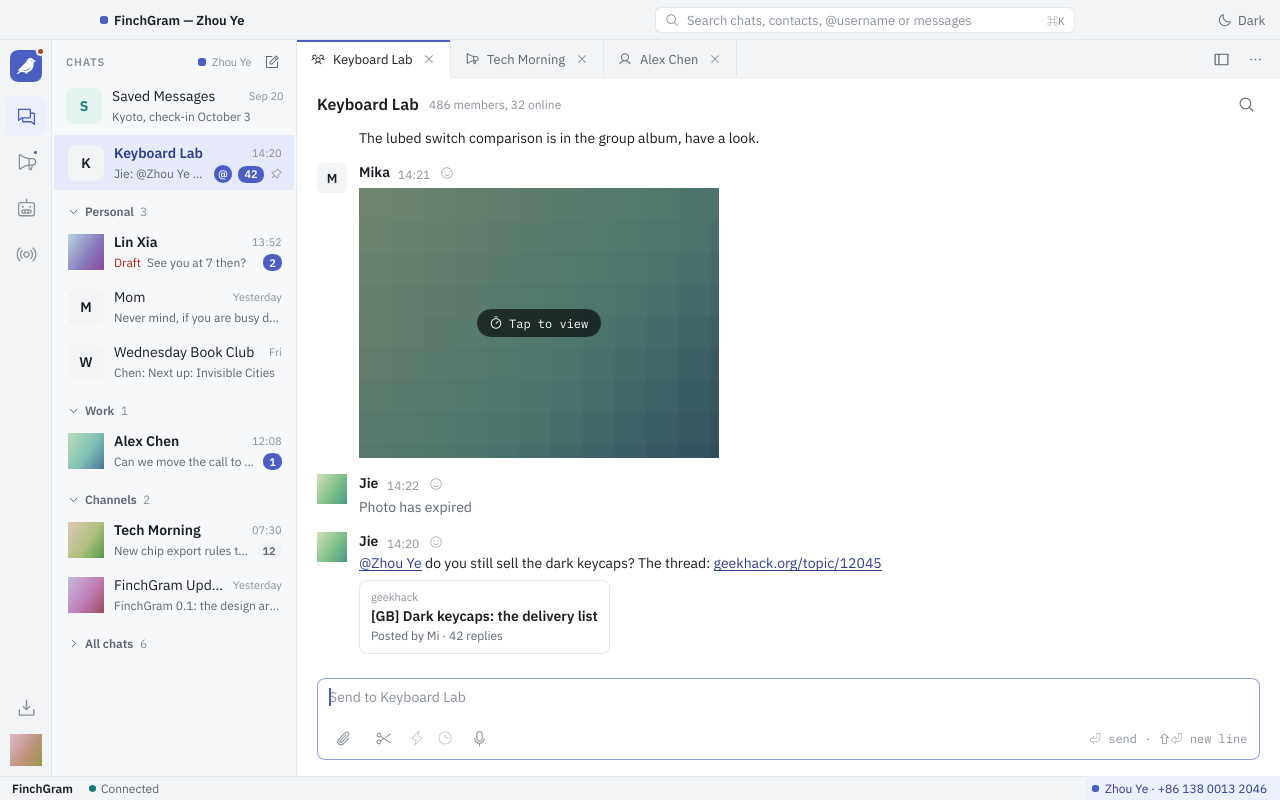 FinchGram — Zhou Ye
Search chats, contacts, @username or messages
⌘K
Dark
CHATS
Zhou Ye
S
Saved Messages
Sep 20
Kyoto, check-in October 3
K
Keyboard Lab
14:20
Jie: @Zhou Ye ...
@
42
Personal 3
Lin Xia
13:52
Draft See you at 7 then?
2
M
Mom
Yesterday
Never mind, if you are busy d...
W
Wednesday Book Club
Fri
Chen: Next up: Invisible Cities
Work 1
Alex Chen
12:08
Can we move the call to ...
1
Channels 2
Tech Morning
07:30
New chip export rules t...
12
FinchGram Upd...
Yesterday
FinchGram 0.1: the design ar...
All chats 6
Keyboard Lab
Tech Morning
Alex Chen
Keyboard Lab 486 members, 32 online
The lubed switch comparison is in the group album, have a look.
M
Mika 14:21
Tap to view
Jie 14:22
Photo has expired
Jie 14:20
@Zhou Ye do you still sell the dark keycaps? The thread: geekhack.org/topic/12045
geekhack
[GB] Dark keycaps: the delivery list
Posted by Mi · 42 replies
Send to Keyboard Lab
⏎ send · ⇧⏎ new line
FinchGram
Connected
Zhou Ye · +86 138 0013 2046